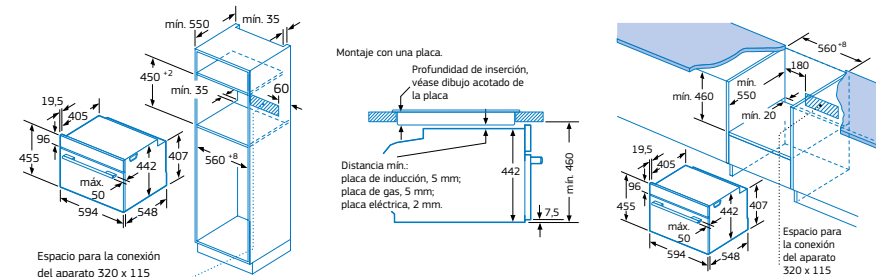 mín. 550
mín. 35
450 +2
mín. 35
60
19,5
405
96
455
442
407
máx.
50
594
548
560 +8
Espacio para la conexión
del aparato 320 x 115
Montaje con una placa.
Profundidad de inserción,
véase dibujo acotado de
la placa
Distancia mín.:
placa de inducción, 5 mm;
placa de gas, 5 mm;
placa eléctrica, 2 mm.
442
mín. 460
7,5
560 +8
180
mín.
550
mín. 460
mín. 20
19,5
405
96
455
442
407
máx.
50
594
548
Espacio para
la conexión
del aparato
320 x 115